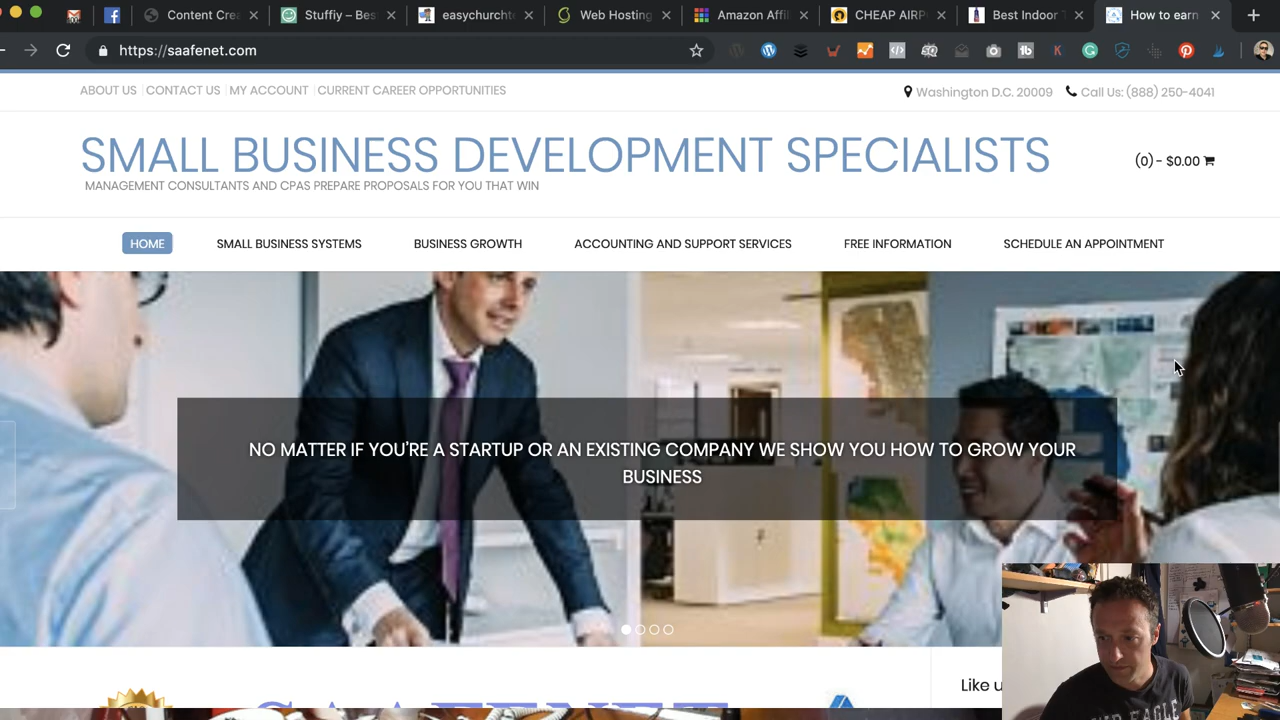 Content Crea
Stuffiy – Bes
easychurchte
Web Hosting
Amazon Affi
CHEAP AIRP
Best Indoor T
How to earn
https://saafenet.com
ABOUT US CONTACT US MY ACCOUNT CURRENT CAREER OPPORTUNITIES
Washington D.C. 20009 Call Us: (888) 250-4041
SMALL BUSINESS DEVELOPMENT SPECIALISTS
(0) - $0.00
MANAGEMENT CONSULTANTS AND CPAS PREPARE PROPOSALS FOR YOU THAT WIN
HOME SMALL BUSINESS SYSTEMS BUSINESS GROWTH ACCOUNTING AND SUPPORT SERVICES FREE INFORMATION SCHEDULE AN APPOINTMENT
NO MATTER IF YOU'RE A STARTUP OR AN EXISTING COMPANY WE SHOW YOU HOW TO GROW YOUR
BUSINESS
Like u
SAAFENET